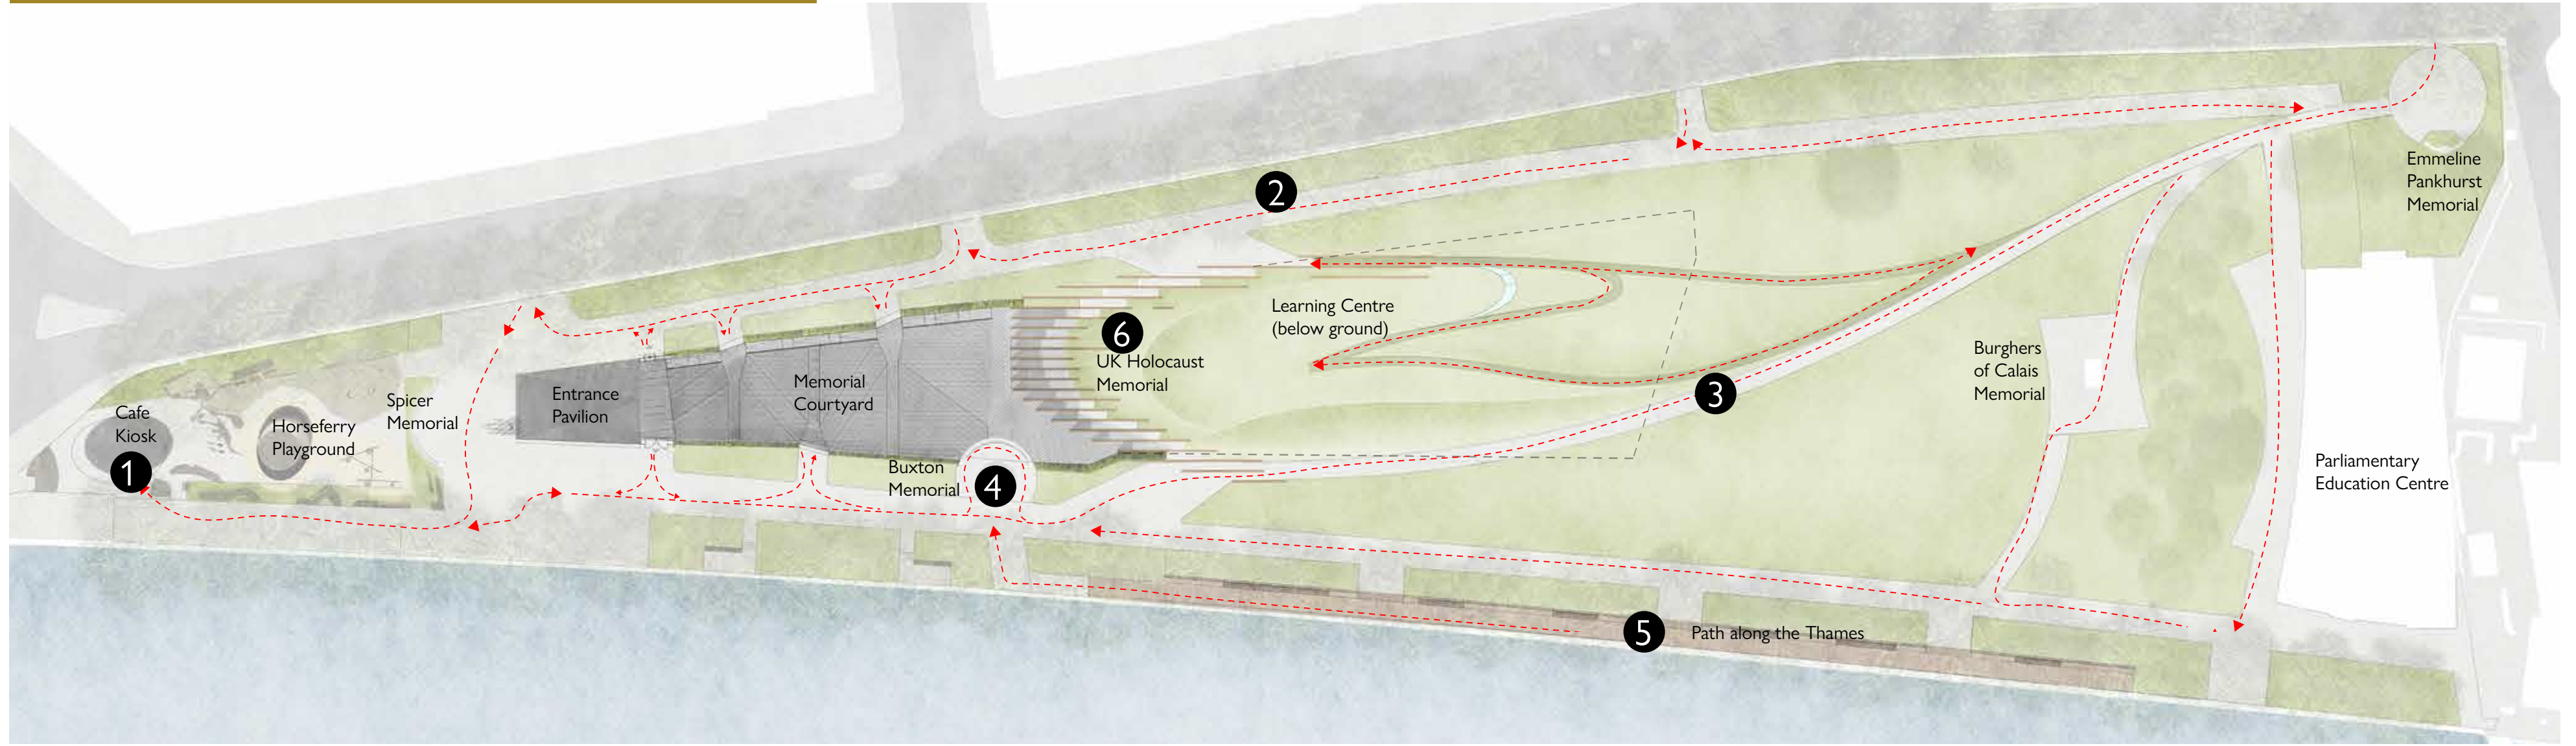 2
Emmeline
Pankhurst
Memorial
Learning Centre
(below ground)
6
UK Holocaust
Memorial
Burghers
of Calais
Memorial
3
Entrance
Pavilion
Memorial
Courtyard
Spicer
Memorial
Cafe
Kiosk
Horseferry
Playground
1
Buxton
Memorial
4
Parliamentary
Education Centre
5
Path along the Thames